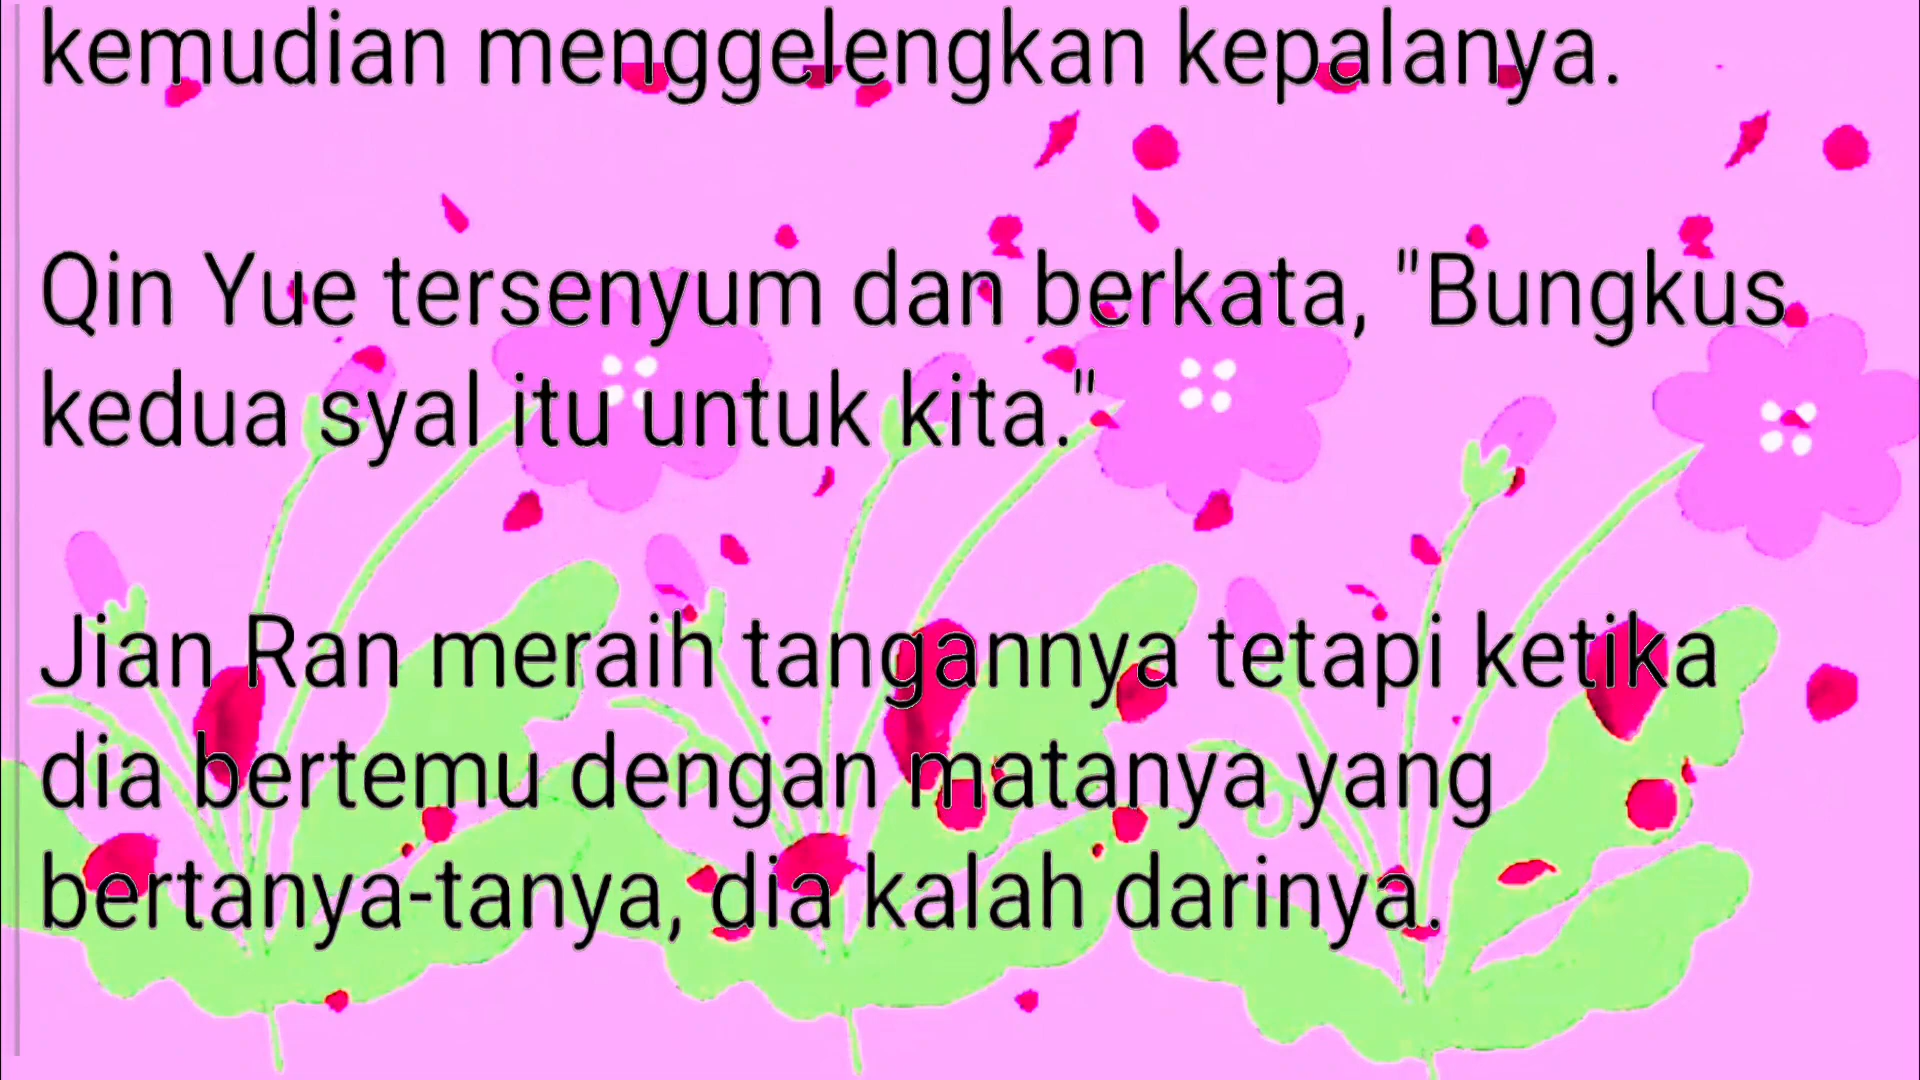 kemudian menggelengkan kepalanya.
Qin Yue tersenyum dan berkata, "Bungkus
kedua syal itu untuk kita."
Jian Ran meraih tangannya tetapi ketika
dia bertemu dengan matanya yang
bertanya-tanya, dia kalah darinya.